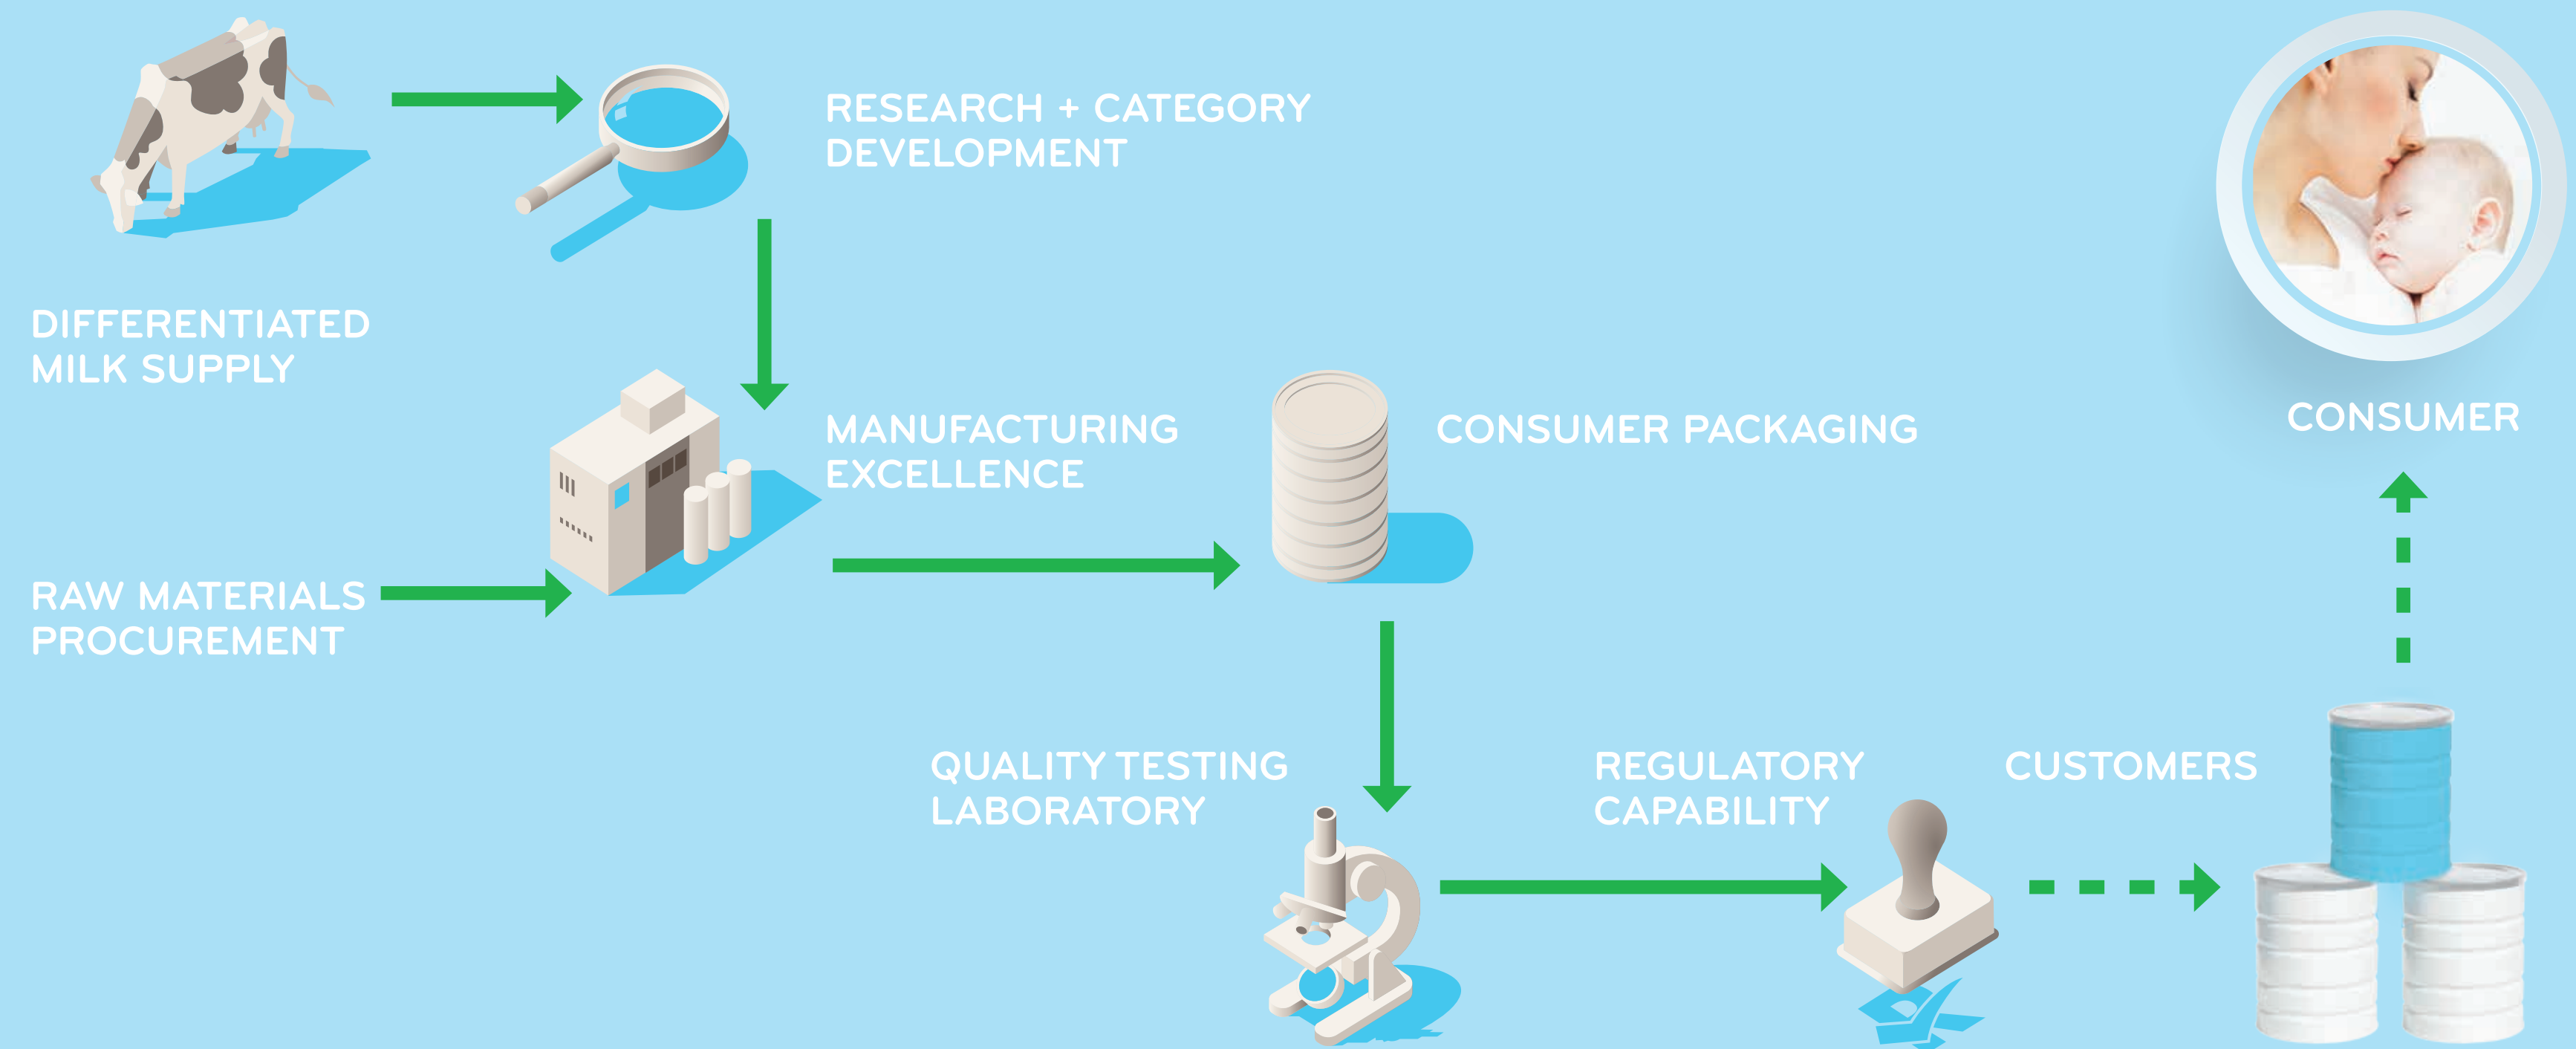 RESEARCH + CATEGORY
DEVELOPMENT
DIFFERENTIATED
MILK SUPPLY
MANUFACTURING
EXCELLENCE
CONSUMER PACKAGING
CONSUMER
RAW MATERIALS
PROCUREMENT
QUALITY TESTING
LABORATORY
REGULATORY
CAPABILITY
CUSTOMERS